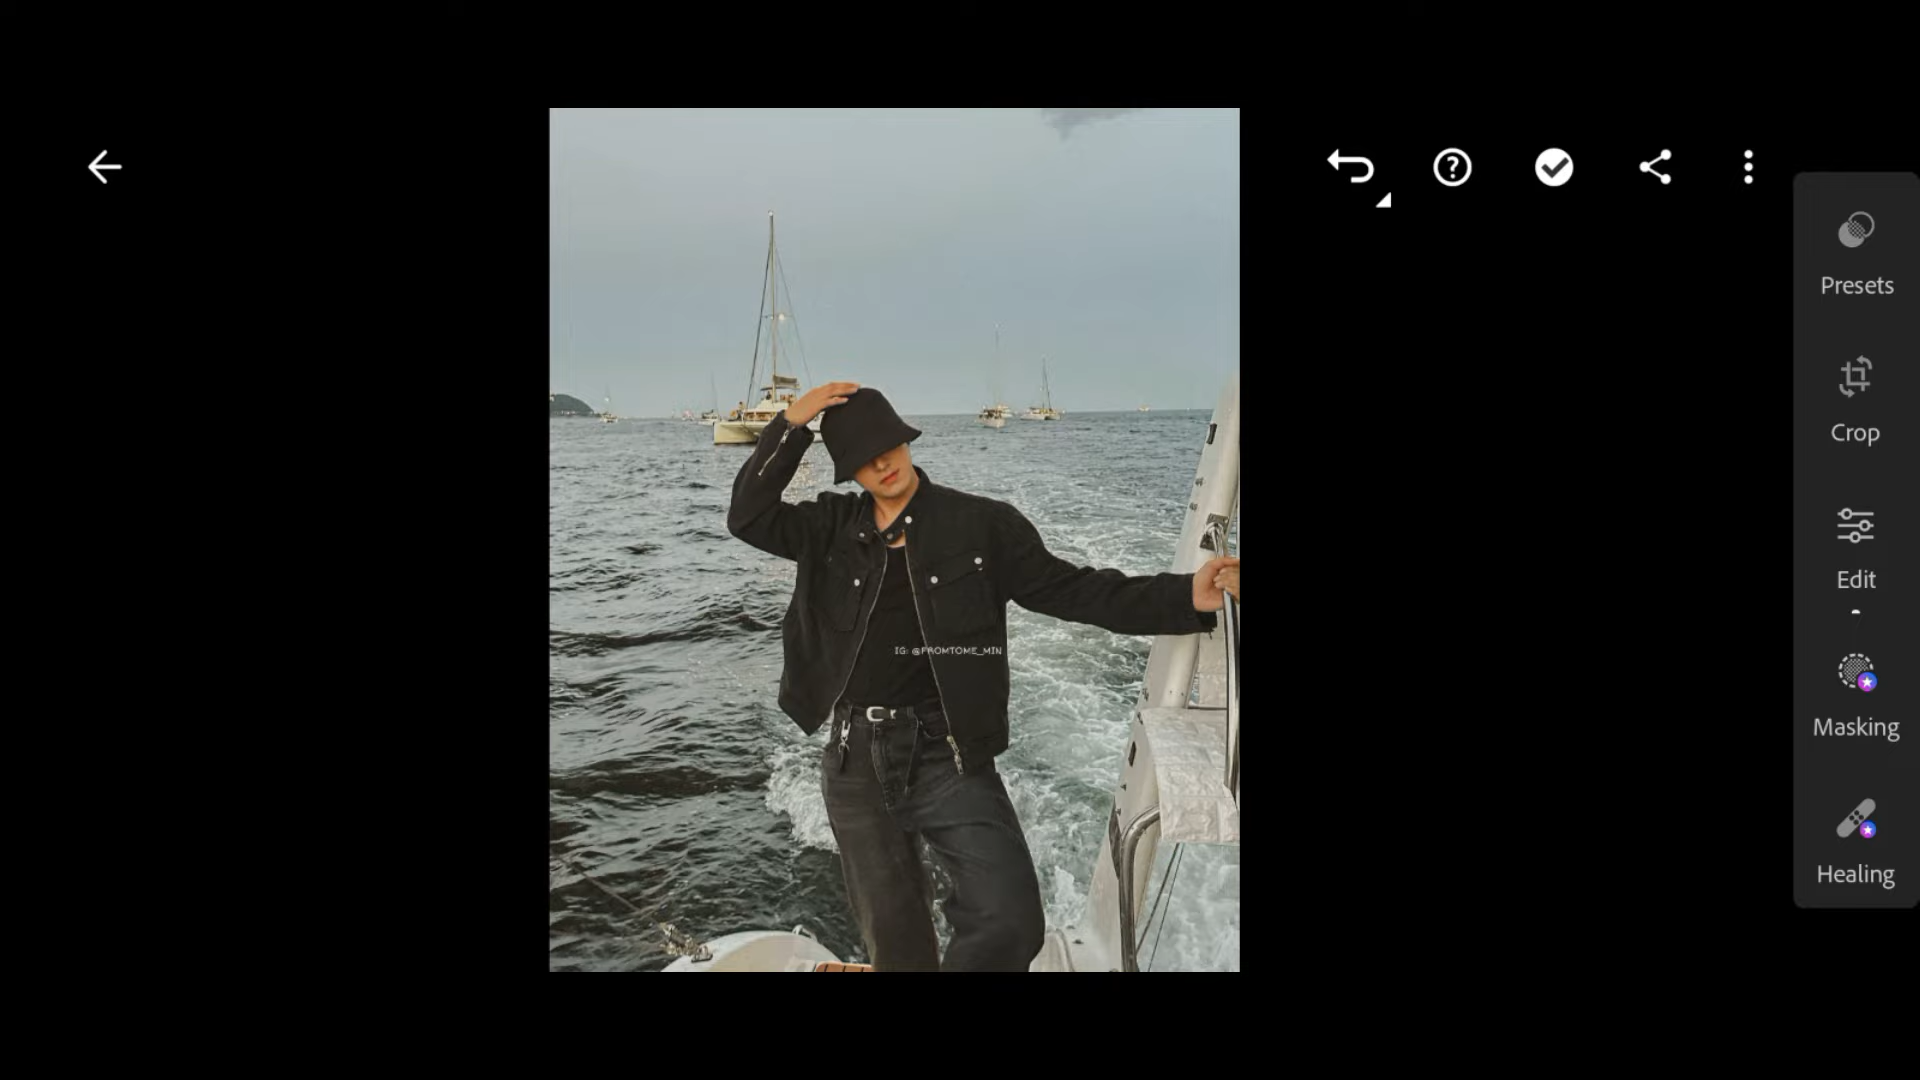 Presets
Crop
Edit
Masking
Healing
IG: @FROMTOME_MIN